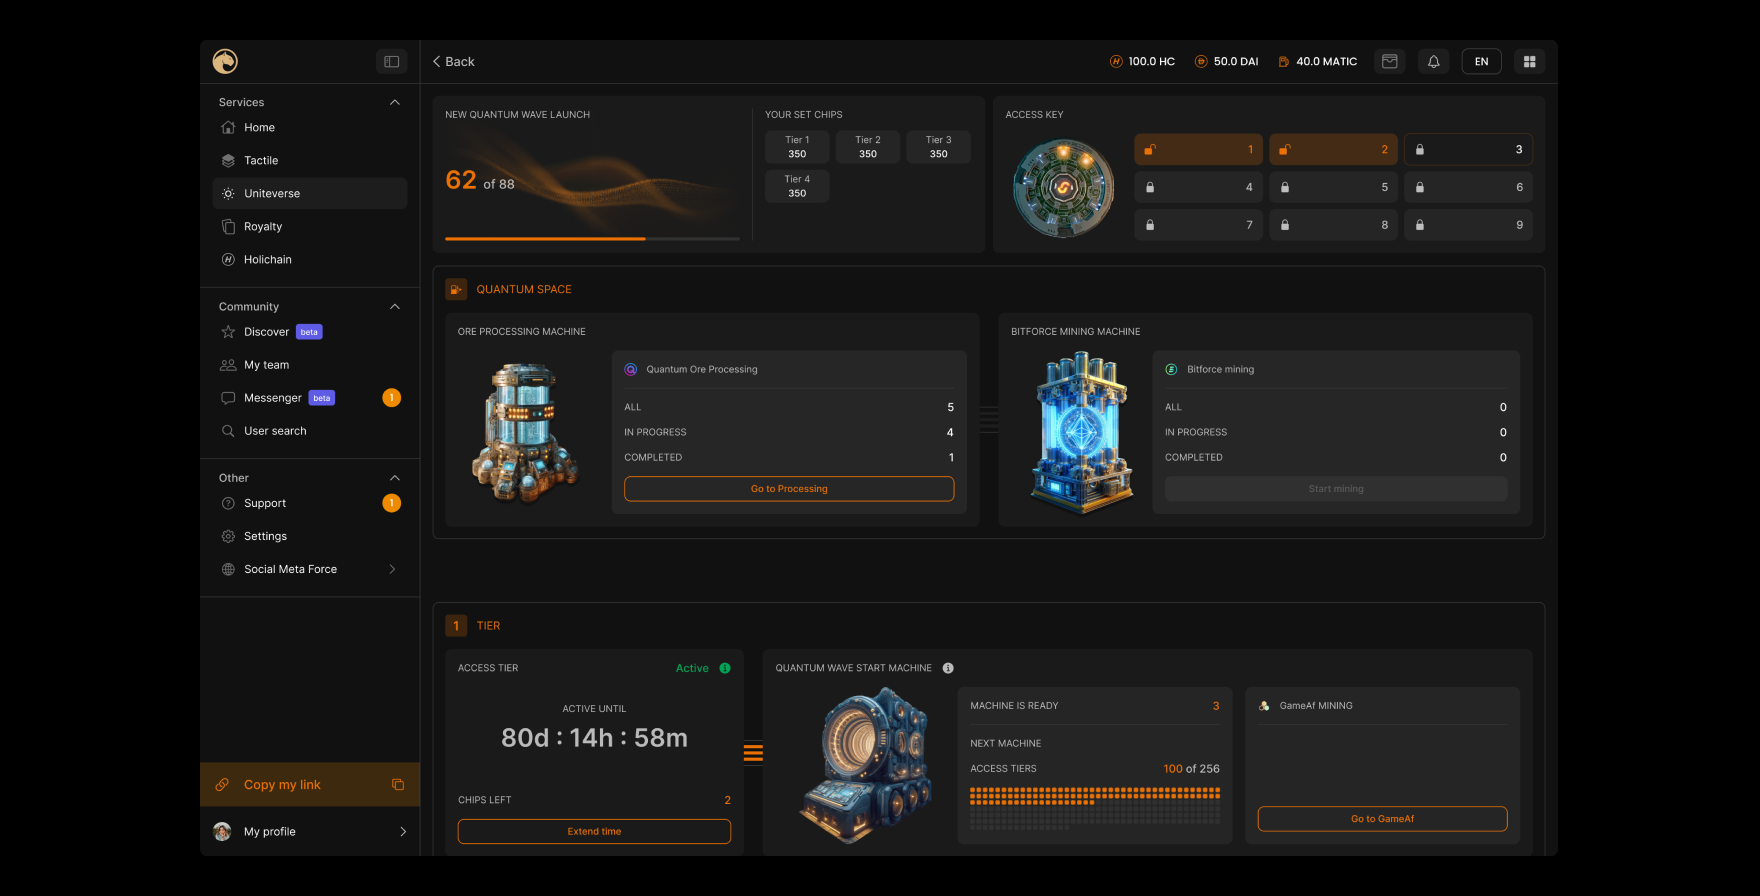 Back
100.0 HC
50.0 DAI
40.0 MATIC
EN
Services
Home
Tactile
Uniteverse
Royalty
Holichain
Community
Discover beta
My team
Messenger beta 1
User search
Other
Support 1
Settings
Social Meta Force
Copy my link
My profile
NEW QUANTUM WAVE LAUNCH
62 of 88
YOUR SET CHIPS
Tier 1
350
Tier 2
350
Tier 3
350
Tier 4
350
ACCESS KEY
1
2
3
4
5
6
7
8
9
QUANTUM SPACE
ORE PROCESSING MACHINE
Quantum Ore Processing
ALL 5
IN PROGRESS 4
COMPLETED 1
Go to Processing
BITFORCE MINING MACHINE
Bitforce mining
ALL 0
IN PROGRESS 0
COMPLETED 0
Start mining
1 TIER
ACCESS TIER
Active
ACTIVE UNTIL
80d : 14h : 58m
CHIPS LEFT 2
Extend time
QUANTUM WAVE START MACHINE
MACHINE IS READY 3
NEXT MACHINE
ACCESS TIERS 100 of 256
GameAf MINING
Go to GameAf